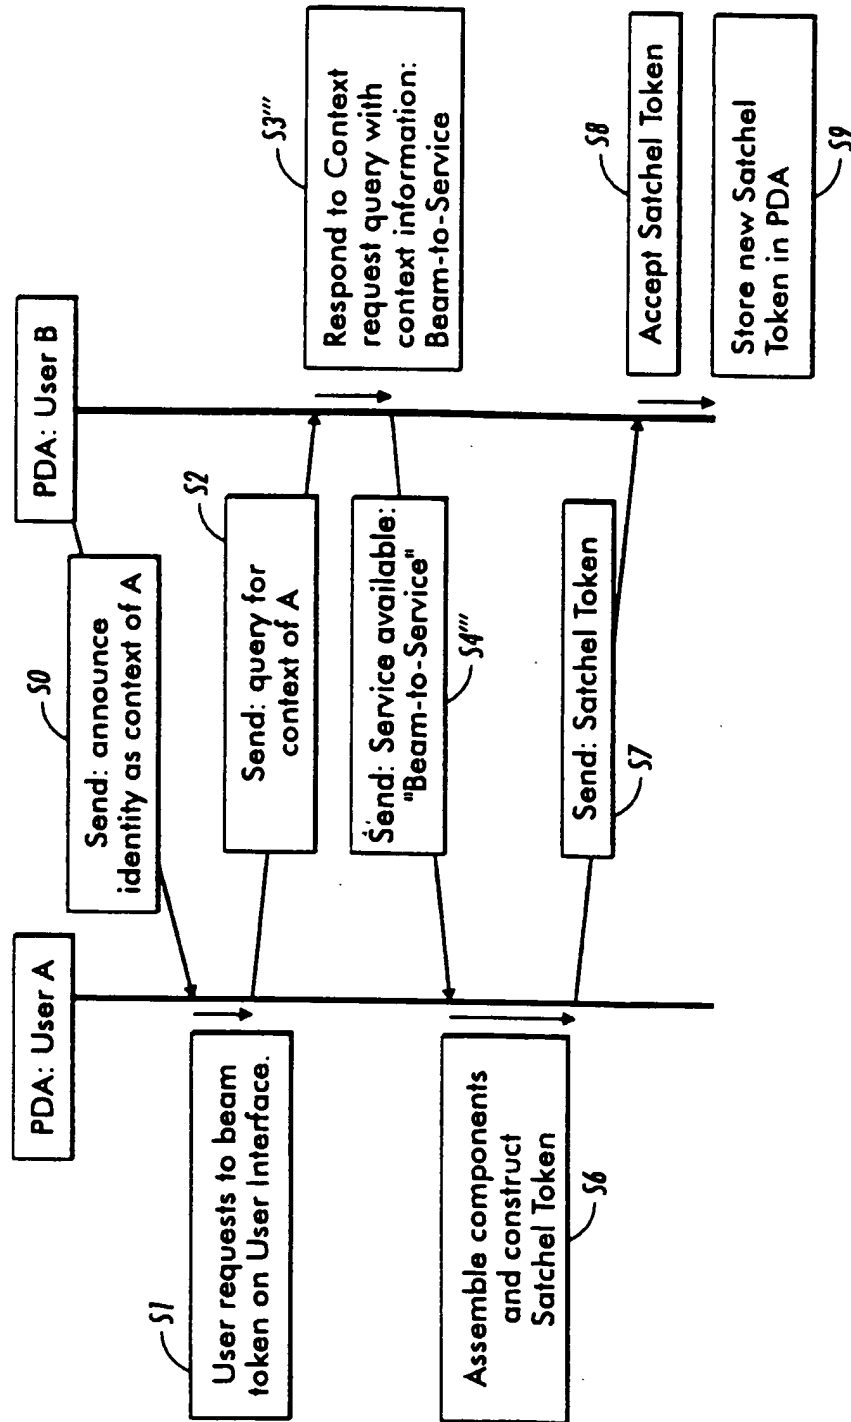 PDA: User A
PDA: User B
S0
Send: announce
identity as context of A
S1
User requests to beam
token on User Interface.
S2
Send: query for
context of A
S3'''
Respond to Context
request query with
context information:
Beam-to-Service
Send: Service available:
"Beam-to-Service"
S4'''
Assemble components
and construct
Satchel Token
S6
Send: Satchel Token
S7
S8
Accept Satchel Token
Store new Satchel
Token in PDA
S9